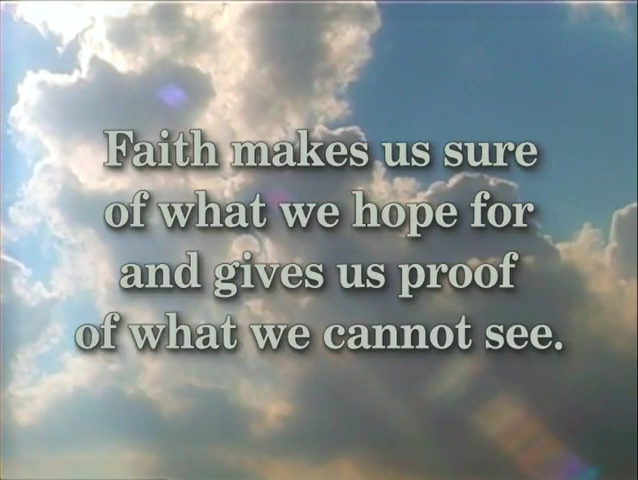 Faith makes us sure
of what we hope for
and gives us proof
of what we cannot see.